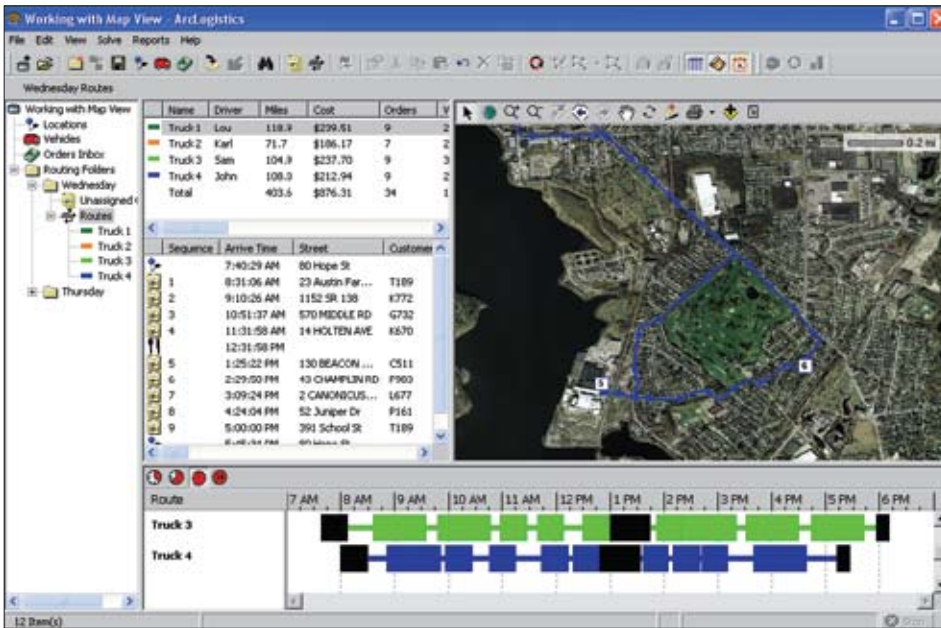 Working with Map View - ArcLogistics
File Edit View Solve Reports Help
Wednesday Routes
Working with Map View
Locations
Vehicles
Orders Inbox
Routing Folders
Wednesday
Unassigned
Routes
Truck 1
Truck 2
Truck 3
Truck 4
Thursday
Name Driver Miles Cost Orders V
Truck 1 Lou 118.9 $239.51 9 2
Truck 2 Karl 71.7 $186.17 7 2
Truck 3 Sam 104.9 $237.70 9 3
Truck 4 John 108.0 $212.94 9 2
Total 403.6 $876.31 34 1
Sequence Arrive Time Street Customer
7:40:29 AM 80 Hope St
1 8:31:06 AM 23 Austin Far... T189
2 9:10:26 AM 1152 SR 138 K772
3 10:51:37 AM 570 MIDDLE RD G732
4 11:31:58 AM 14 HOLTEN AVE K670
12:31:58 PM
5 1:25:22 PM 130 BEACON ... C511
6 2:29:50 PM 43 CHAMPLIN RD F903
7 3:09:24 PM 2 CANONICUS... L677
8 4:24:04 PM 52 Juniper Dr P161
9 5:00:00 PM 391 School St T189
80 Hope St
0.2 mi
5
6
Route 7 AM 8 AM 9 AM 10 AM 11 AM 12 PM 1 PM 2 PM 3 PM 4 PM 5 PM 6 PM
Truck 3
Truck 4
12 Item(s)